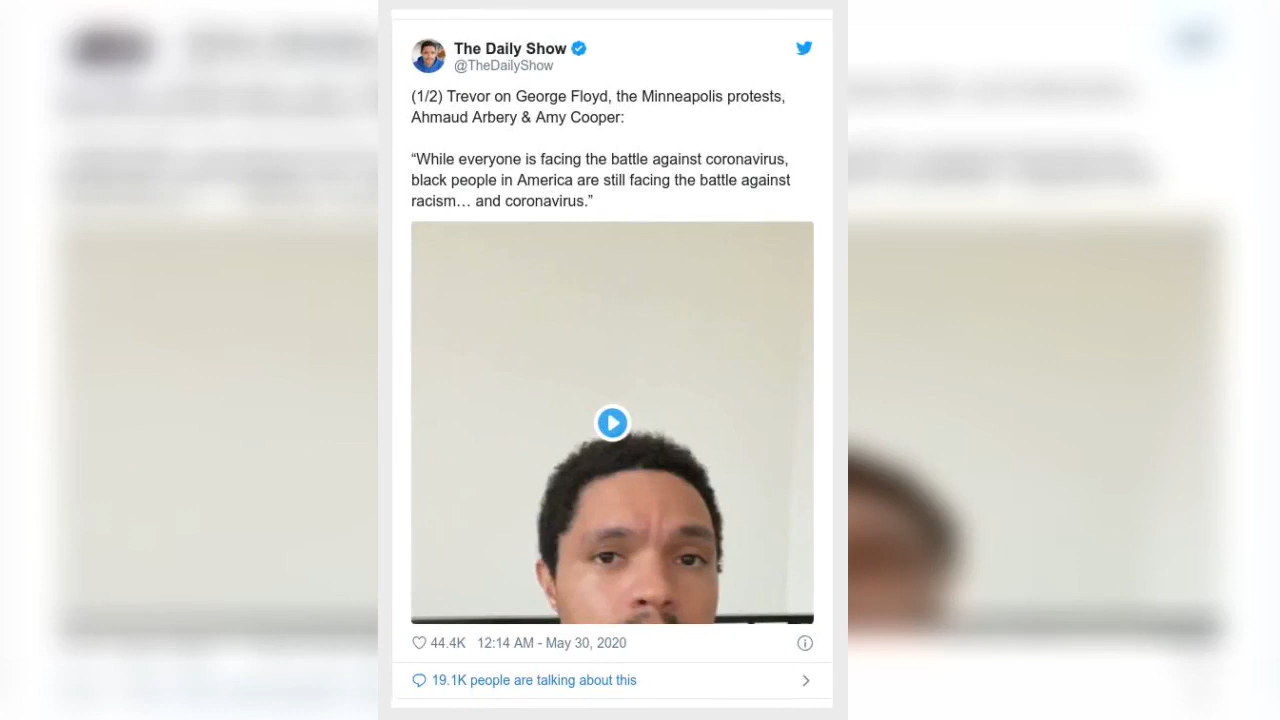 The Daily Show
@TheDailyShow
(1/2) Trevor on George Floyd, the Minneapolis protests,
Ahmaud Arbery & Amy Cooper:
“While everyone is facing the battle against coronavirus,
black people in America are still facing the battle against
racism… and coronavirus.”
44.4K 12:14 AM - May 30, 2020
19.1K people are talking about this